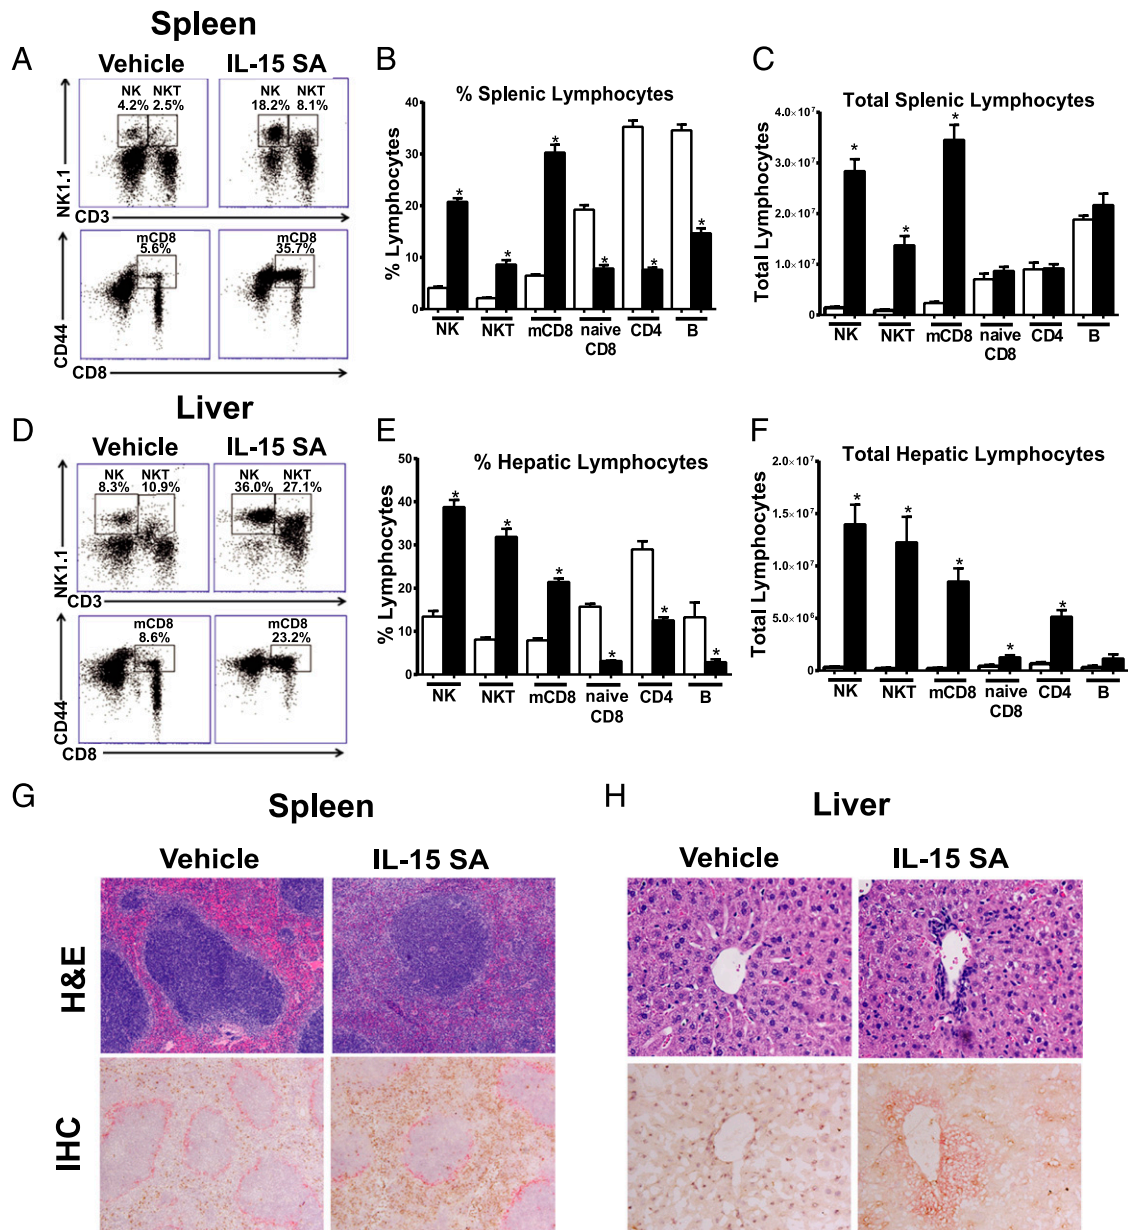 Spleen
A
Vehicle
IL-15 SA
NK NKT
4.2% 2.5%
NK NKT
18.2% 8.1%
NK1.1
CD3
mCD8
5.6%
mCD8
35.7%
CD44
CD8
B
% Splenic Lymphocytes
% Lymphocytes
40
30
20
10
0
NK NKT mCD8 naive CD8 CD4 B
* * * * * *
C
Total Splenic Lymphocytes
Total Lymphocytes
4.0×10⁷
3.0×10⁷
2.0×10⁷
1.0×10⁷
0
NK NKT mCD8 naive CD8 CD4 B
* * *
Liver
D
Vehicle
IL-15 SA
NK NKT
8.3% 10.9%
NK NKT
36.0% 27.1%
NK1.1
CD3
mCD8
8.6%
mCD8
23.2%
CD44
CD8
E
% Hepatic Lymphocytes
% Lymphocytes
50
40
30
20
10
0
NK NKT mCD8 naive CD8 CD4 B
* * * * * *
F
Total Hepatic Lymphocytes
Total Lymphocytes
2.0×10⁷
1.5×10⁷
1.0×10⁷
5.0×10⁶
0
NK NKT mCD8 naive CD8 CD4 B
* * * * *
G
Spleen
Vehicle
IL-15 SA
H&E
IHC
H
Liver
Vehicle
IL-15 SA